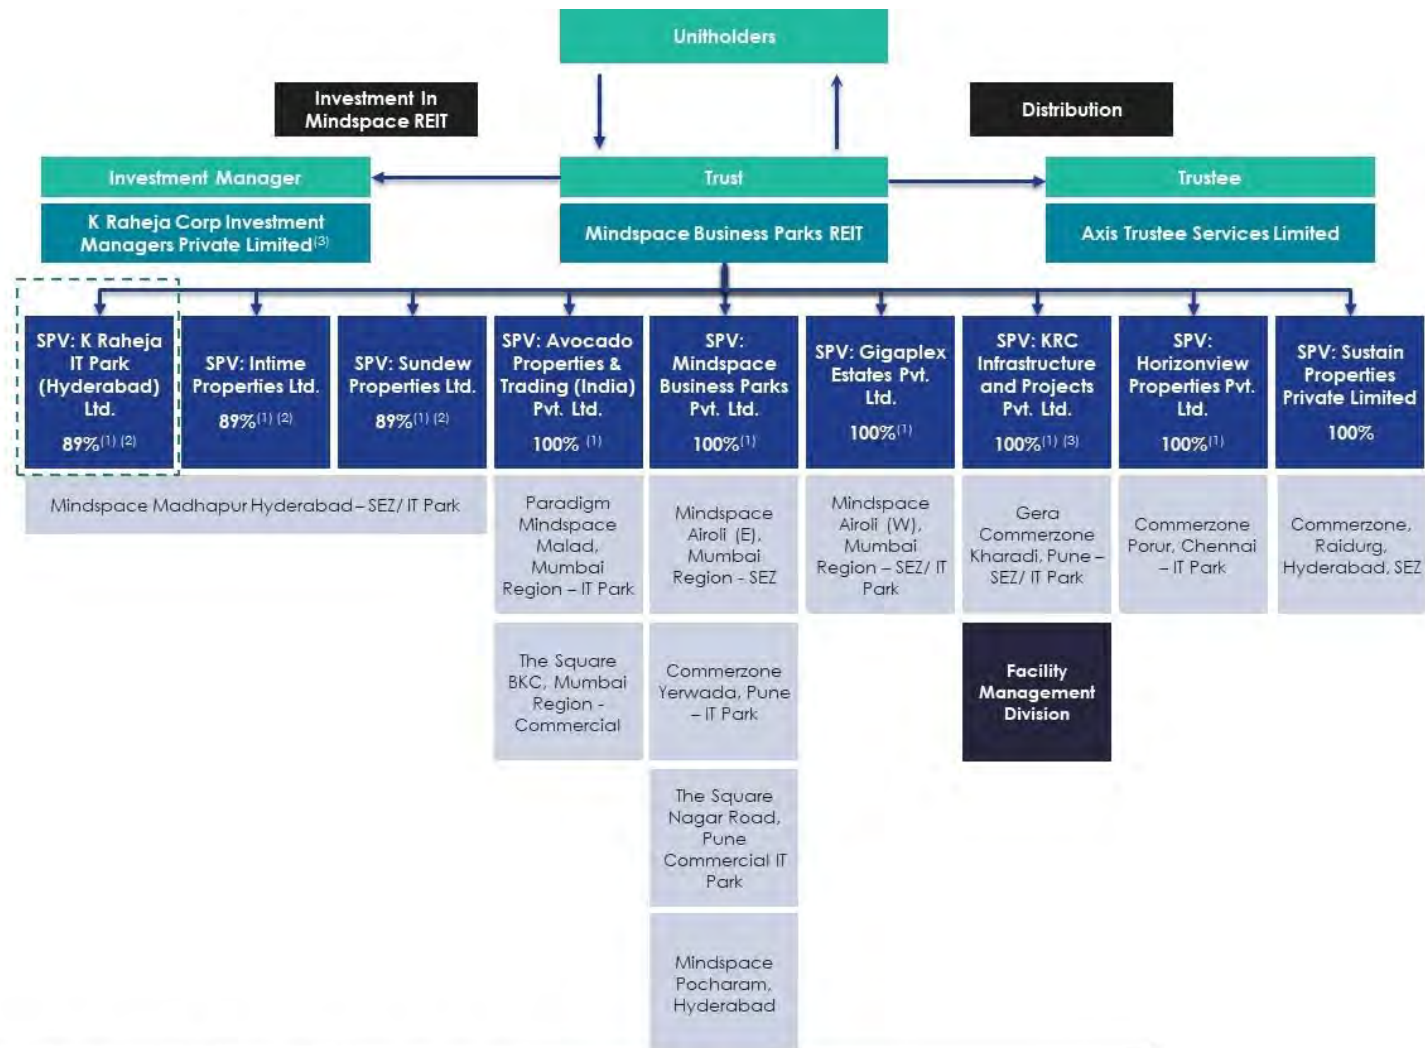 Unitholders
Investment In
Mindspace REIT
Distribution
Investment Manager
Trust
Trustee
K Raheja Corp Investment
Managers Private Limited(3)
Mindspace Business Parks REIT
Axis Trustee Services Limited
SPV: K Raheja
IT Park
(Hyderabad)
Ltd.
89%(1) (2)
SPV: Intime
Properties Ltd.
89%(1) (2)
SPV: Sundew
Properties Ltd.
89%(1) (2)
SPV: Avocado
Properties &
Trading (India)
Pvt. Ltd.
100% (1)
SPV:
Mindspace
Business Parks
Pvt. Ltd.
100%(1)
SPV: Gigaplex
Estates Pvt.
Ltd.
100%(1)
SPV: KRC
Infrastructure
and Projects
Pvt. Ltd.
100%(1) (3)
SPV:
Horizonview
Properties Pvt.
Ltd.
100%(1)
SPV: Sustain
Properties
Private Limited
100%
Mindspace Madhapur Hyderabad – SEZ/ IT Park
Paradigm
Mindspace
Malad,
Mumbai
Region – IT Park
Mindspace
Airoli (E),
Mumbai
Region - SEZ
Mindspace
Airoli (W),
Mumbai
Region – SEZ/ IT
Park
Gera
Commerzone
Kharadi, Pune –
SEZ/ IT Park
Commerzone
Porur, Chennai
– IT Park
Commerzone,
Raidurg,
Hyderabad, SEZ
The Square
BKC, Mumbai
Region -
Commercial
Commerzone
Yerwada, Pune
– IT Park
Facility
Management
Division
The Square
Nagar Road,
Pune
Commercial IT
Park
Mindspace
Pocharam,
Hyderabad